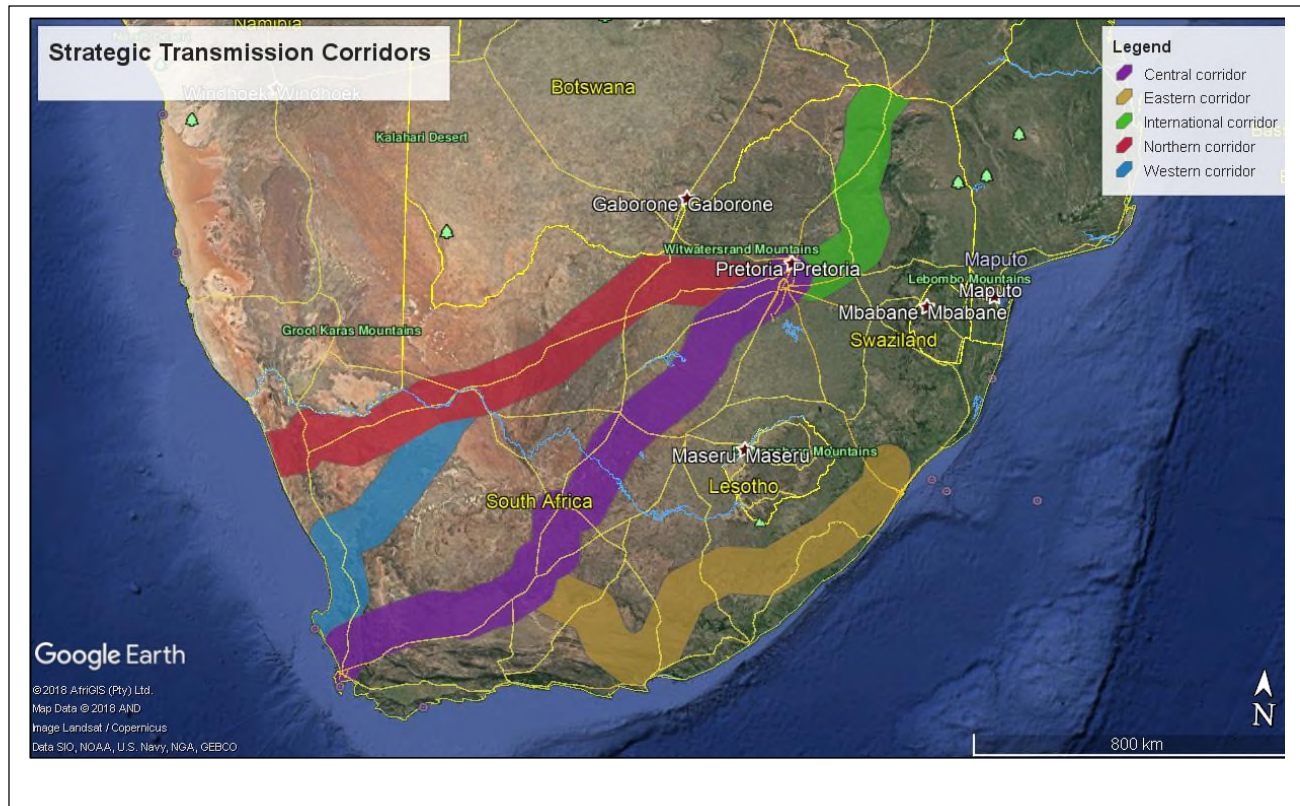 Strategic Transmission Corridors
Legend
Central corridor
Eastern corridor
International corridor
Northern corridor
Western corridor
Namibia
Windhoek Windhoek
Botswana
Kalahari Desert
Gaborone Gaborone
Witwatersrand Mountains
Pretoria Pretoria
Maputo
Lebombo Mountains
Maputo
Mbabane Mbabane
Swaziland
Groot Karas Mountains
Maseru Maseru
Mountains
Lesotho
South Africa
Google Earth
©2018 AfriGIS (Pty) Ltd.
Map Data © 2018 AND
Image Landsat / Copernicus
Data SIO, NOAA, U.S. Navy, NGA, GEBCO
N
800 km